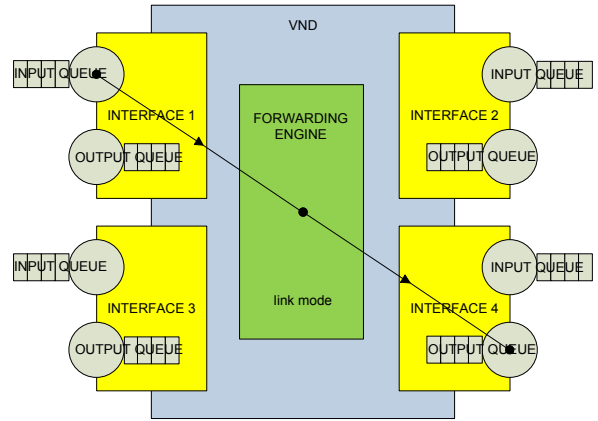 VND
INPUT QUEUE
INTERFACE 1
OUTPUT QUEUE
INPUT QUEUE
INTERFACE 2
OUTPUT QUEUE
FORWARDING
ENGINE
link mode
INPUT QUEUE
INTERFACE 3
OUTPUT QUEUE
INPUT QUEUE
INTERFACE 4
OUTPUT QUEUE